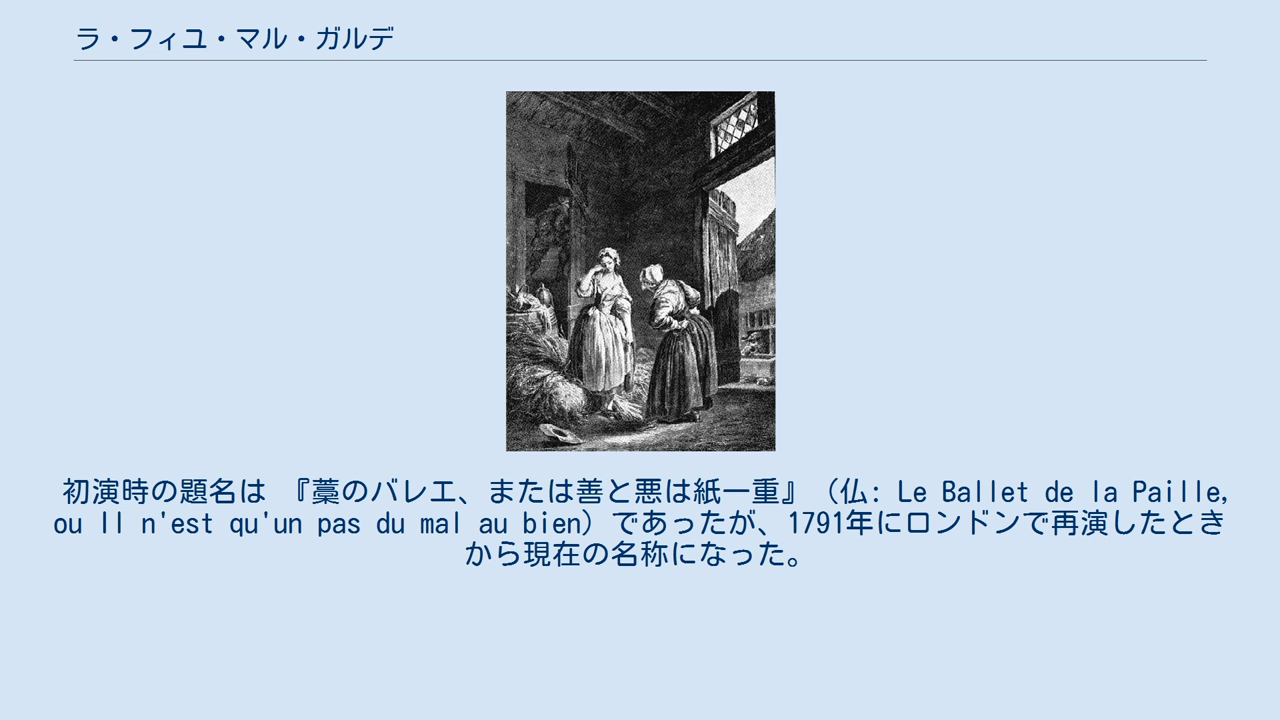 ラ・フィユ・マル・ガルデ
初演時の題名は 『藁のバレエ、または善と悪は紙一重』（仏: Le Ballet de la Paille,
ou Il n'est qu'un pas du mal au bien）であったが、1791年にロンドンで再演したとき
から現在の名称になった。